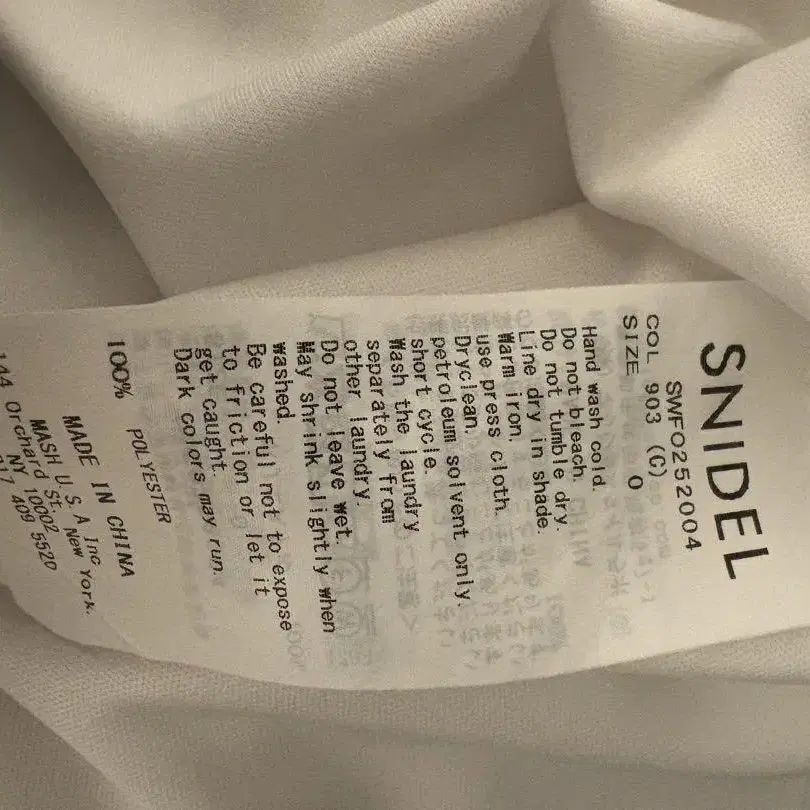 SNIDEL
SWFO252004
COL 903 (C)
SIZE 0
Hand wash cold.
Do not bleach.
Do not tumble dry.
Line dry in shade.
Warm iron.
use press cloth.
Dryclean.
petroleum solvent only.
short cycle.
Wash the laundry
separately from
other laundry.
Do not leave wet.
May shrink slightly when
washed.
Be careful not to expose
to friction or let it
get caught.
Dark colors may run.
100% POLYESTER
MADE IN CHINA
MASH U.S.A Inc
144 Orchard St. New York.
NY 10002
917 409 5520